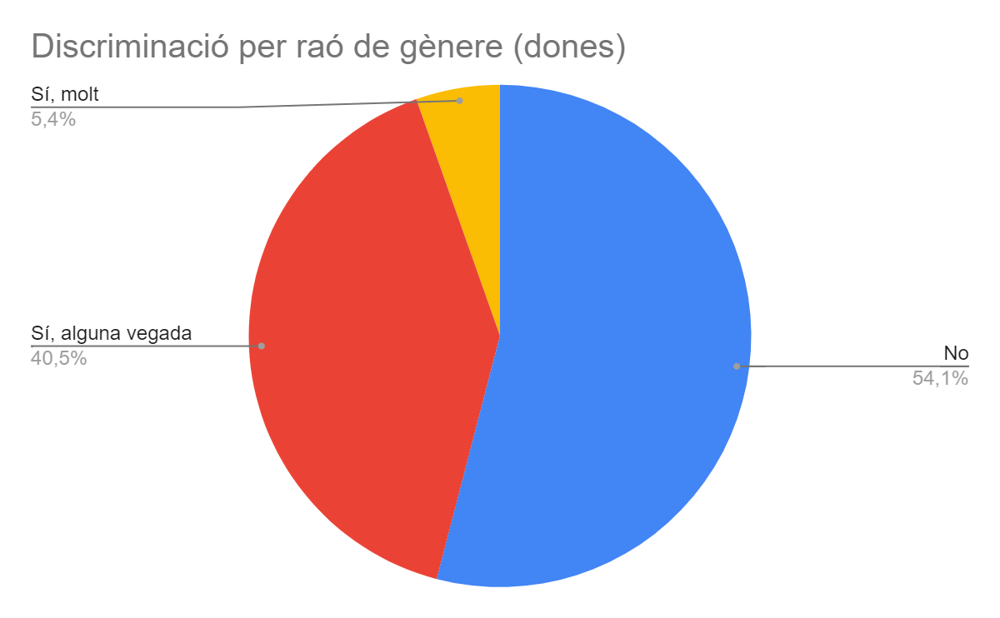 Discriminació per raó de gènere (dones)
Sí, molt
5,4%
Sí, alguna vegada
40,5%
No
54,1%